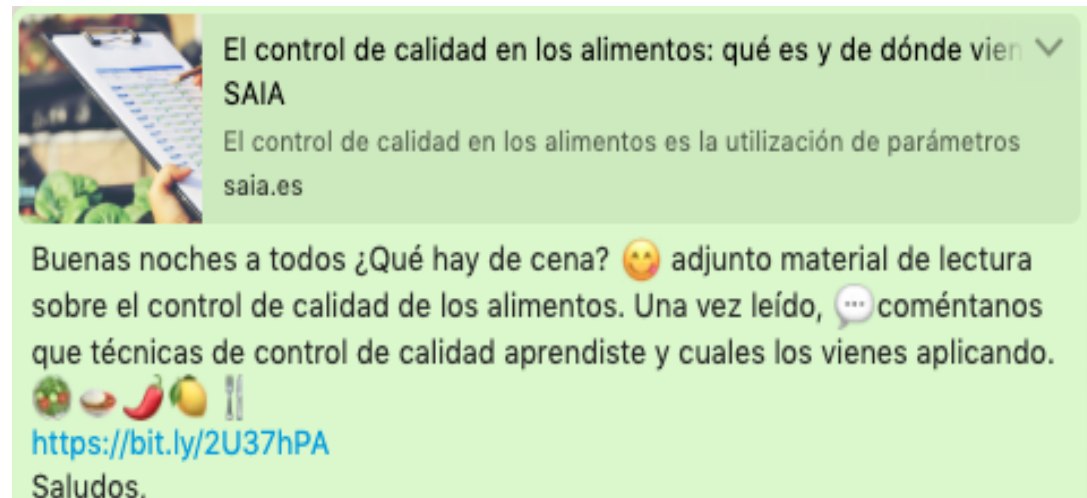 El control de calidad en los alimentos: qué es y de dónde vien
SAIA
El control de calidad en los alimentos es la utilización de parámetros
saia.es
Buenas noches a todos ¿Qué hay de cena? 😋 adjunto material de lectura
sobre el control de calidad de los alimentos. Una vez leído, 💬coméntanos
que técnicas de control de calidad aprendiste y cuales los vienes aplicando.
🥗🍛🌶️🍋🍴
https://bit.ly/2U37hPA
Saludos.